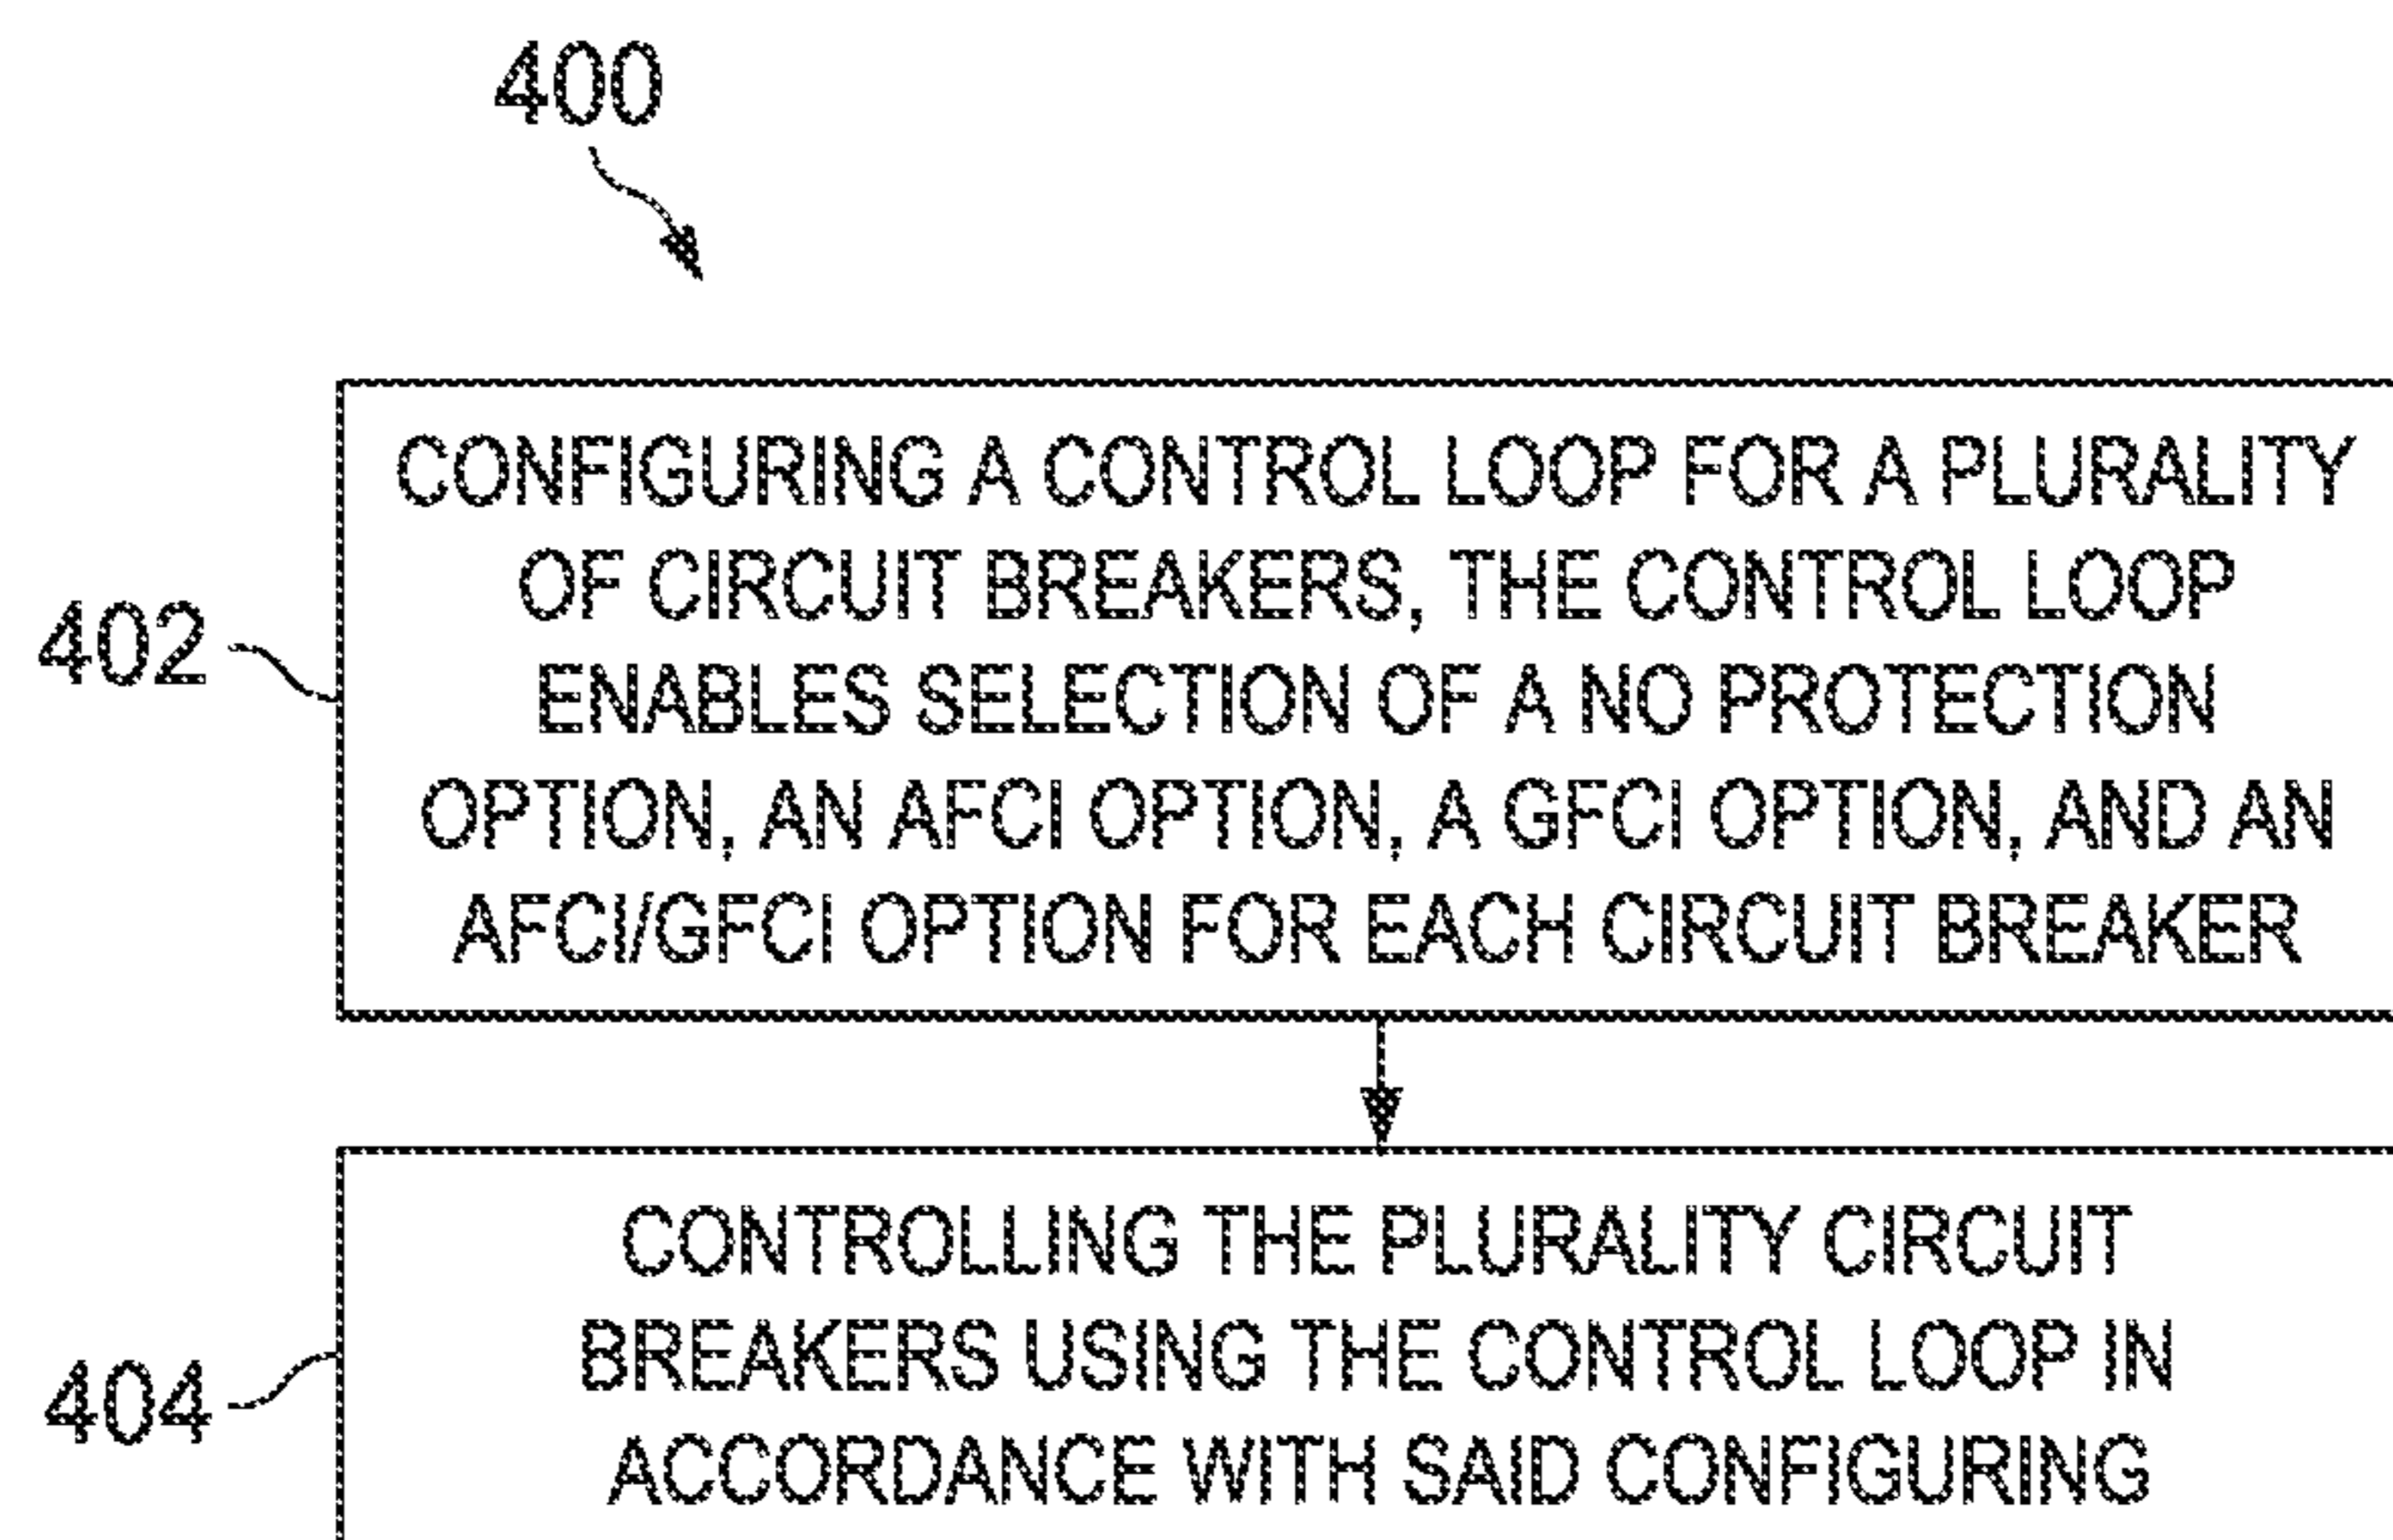 400
CONFIGURING A CONTROL LOOP FOR A PLURALITY
OF CIRCUIT BREAKERS, THE CONTROL LOOP
402
ENABLES SELECTION OF A NO PROTECTION
OPTION, AN AFCI OPTION, A GFCI OPTION, AND AN
AFCI/GFCI OPTION FOR EACH CIRCUIT BREAKER
CONTROLLING THE PLURALITY CIRCUIT
BREAKERS USING THE CONTROL LOOP IN
404
ACCORDANCE WITH SAID CONFIGURING